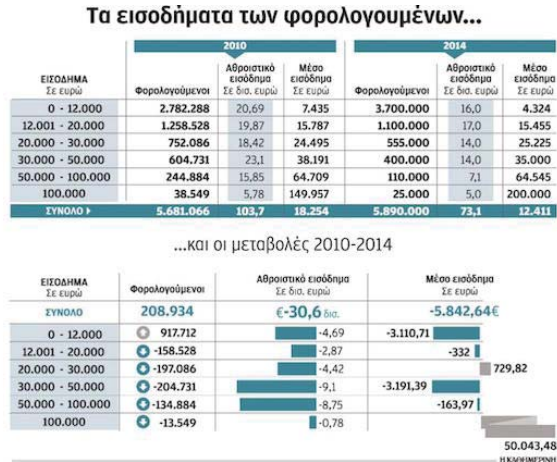 Τα εισοδήματα των φορολογουμένων...
2010 2014
ΕΙΣΟΔΗΜΑ Σε ευρώ Φορολογούμενοι Αθροιστικό εισόδημα Σε δισ. ευρώ Μέσο εισόδημα Σε ευρώ Φορολογούμενοι Αθροιστικό εισόδημα Σε δισ. ευρώ Μέσο εισόδημα Σε ευρώ
0 - 12.000 2.782.288 20,69 7.435 3.700.000 16,0 4.324
12.001 - 20.000 1.258.528 19,87 15.787 1.100.000 17,0 15.455
20.000 - 30.000 752.086 18,42 24.495 555.000 14,0 25.225
30.000 - 50.000 604.731 23,1 38.191 400.000 14,0 35.000
50.000 - 100.000 244.884 15,85 64.709 110.000 7,1 64.545
100.000 38.549 5,78 149.957 25.000 5,0 200.000
ΣΥΝΟΛΟ 5.681.066 103,7 18.254 5.890.000 73,1 12.411
...και οι μεταβολές 2010-2014
ΕΙΣΟΔΗΜΑ Σε ευρώ Φορολογούμενοι Αθροιστικό εισόδημα Σε δισ. ευρώ Μέσο εισόδημα Σε ευρώ
ΣΥΝΟΛΟ 208.934 €-30,6 δισ. -5.842,64€
0 - 12.000 917.712 -4,69 -3.110,71
12.001 - 20.000 -158.528 -2,87 -332
20.000 - 30.000 -197.086 -4,42 729,82
30.000 - 50.000 -204.731 -9,1 -3.191,39
50.000 - 100.000 -134.884 -8,75 -163,97
100.000 -13.549 -0,78
50.043,48
Η ΚΑΘΗΜΕΡΙΝΗ